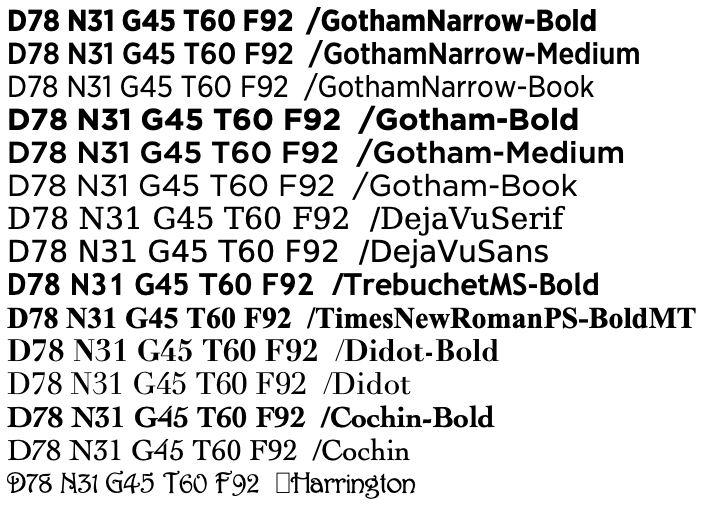 D78 N31 G45 T60 F92 /GothamNarrow-Bold
D78 N31 G45 T60 F92 /GothamNarrow-Medium
D78 N31 G45 T60 F92 /GothamNarrow-Book
D78 N31 G45 T60 F92 /Gotham-Bold
D78 N31 G45 T60 F92 /Gotham-Medium
D78 N31 G45 T60 F92 /Gotham-Book
D78 N31 G45 T60 F92 /DejaVuSerif
D78 N31 G45 T60 F92 /DejaVuSans
D78 N31 G45 T60 F92 /TrebuchetMS-Bold
D78 N31 G45 T60 F92 /TimesNewRomanPS-BoldMT
D78 N31 G45 T60 F92 /Didot-Bold
D78 N31 G45 T60 F92 /Didot
D78 N31 G45 T60 F92 /Cochin-Bold
D78 N31 G45 T60 F92 /Cochin
D78 N31 G45 T60 F92 □Harrington